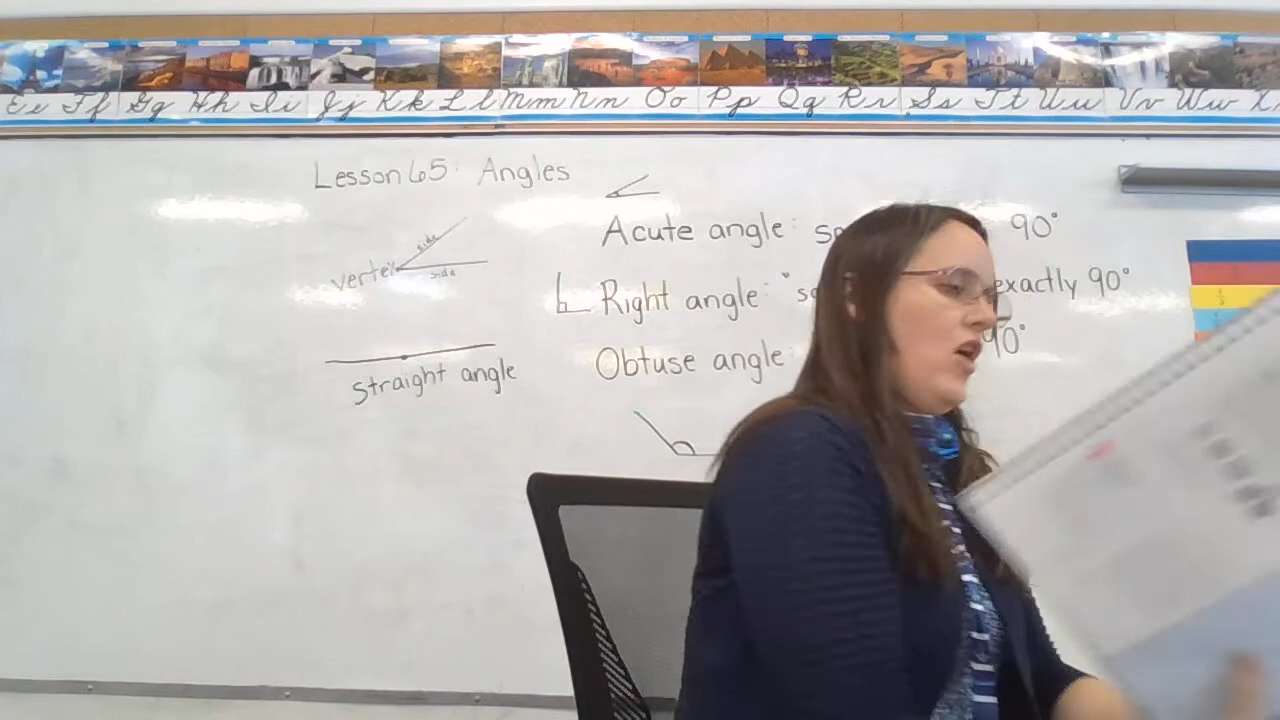 Ee Ff Gg Hh Ii Jj Kk Ll Mm Nn Oo Pp Qq Rr Ss Tt Uu Vv Ww
Lesson 65: Angles
Acute angle: 90°
side
vertex
side
Right angle: exactly 90°
Obtuse angle: 90°
straight angle